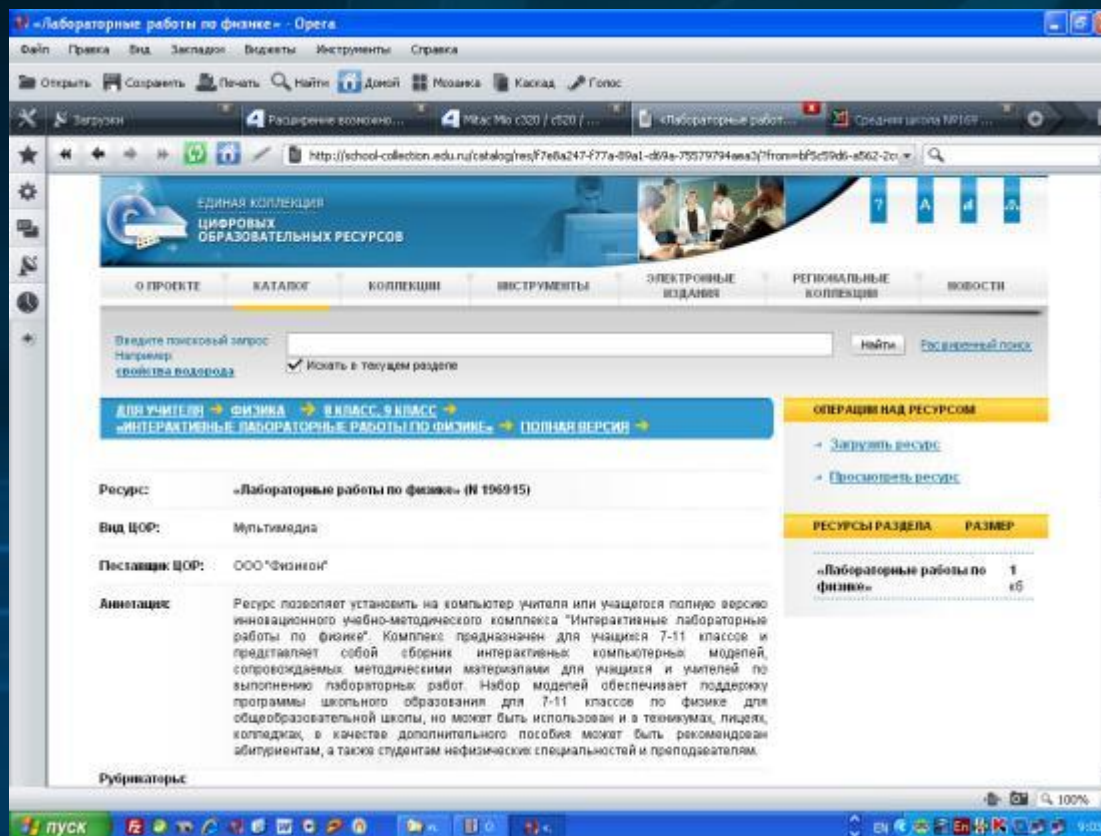 «Лабораторные работы по физике» - Opera
Файл Правка Вид Закладки Виджеты Инструменты Справка
Открыть Сохранить Печать Найти Домой Мозаика Каскад Голос
Загрузки Расширение возможно... Mitac Mio c320 / c520 / ... «Лабораторные работ... Средняя школа №169 ...
ЕДИНАЯ КОЛЛЕКЦИЯ
ЦИФРОВЫХ
ОБРАЗОВАТЕЛЬНЫХ РЕСУРСОВ
О ПРОЕКТЕ КАТАЛОГ КОЛЛЕКЦИИ ИНСТРУМЕНТЫ ЭЛЕКТРОННЫЕ ИЗДАНИЯ РЕГИОНАЛЬНЫЕ КОЛЛЕКЦИИ НОВОСТИ
Введите поисковый запрос
Например
свойства водорода
Искать в текущем разделе
Найти Расширенный поиск
ДЛЯ УЧИТЕЛЯ ФИЗИКА 8 КЛАСС, 9 КЛАСС
«ИНТЕРАКТИВНЫЕ ЛАБОРАТОРНЫЕ РАБОТЫ ПО ФИЗИКЕ» ПОЛНАЯ ВЕРСИЯ
Ресурс: «Лабораторные работы по физике» (N 196915)
Вид ЦОР: Мультимедиа
Поставщик ЦОР: ООО "Физикон"
Аннотация: Ресурс позволяет установить на компьютер учителя или учащегося полную версию
инновационного учебно-методического комплекса "Интерактивные лабораторные
работы по физике". Комплекс предназначен для учащихся 7-11 классов и
представляет собой сборник интерактивных компьютерных моделей,
сопровождаемых методическими материалами для учащихся и учителей по
выполнению лабораторных работ. Набор моделей обеспечивает поддержку
программы школьного образования для 7-11 классов по физике для
общеобразовательной школы, но может быть использован и в техникумах, лицеях,
колледжах, в качестве дополнительного пособия может быть рекомендован
абитуриентам, а также студентам нефизических специальностей и преподавателям.
Рубрикаторы:
ОПЕРАЦИИ НАД РЕСУРСОМ
Загрузить ресурс
Просмотреть ресурс
РЕСУРСЫ РАЗДЕЛА РАЗМЕР
«Лабораторные работы по 1
физике» кб
100%
пуск EN 9:03